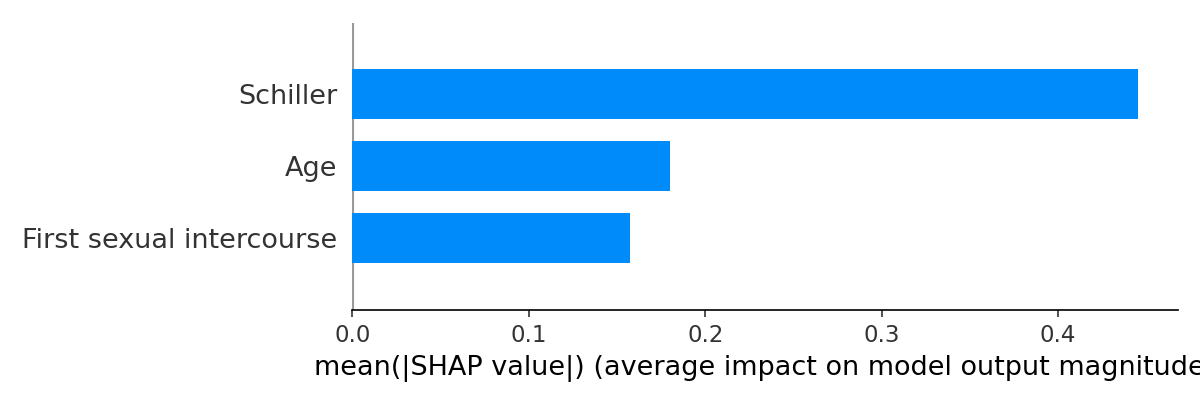 Schiller
Age
First sexual intercourse
0.0 0.1 0.2 0.3 0.4
mean(|SHAP value|) (average impact on model output magnitude